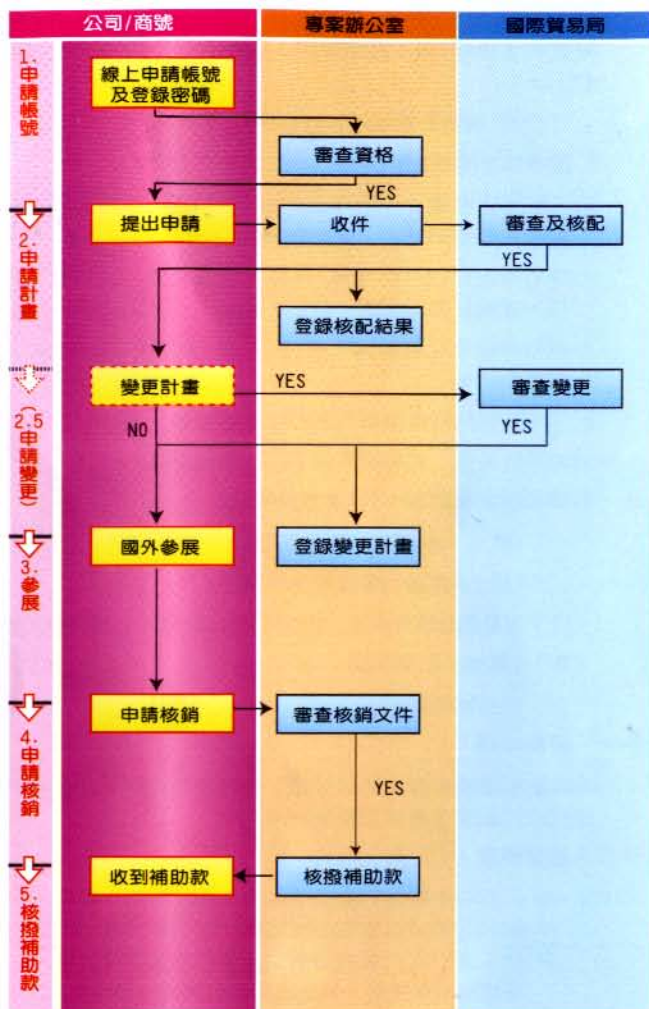 公司/商號
專案辦公室
國際貿易局
1.申請帳號
線上申請帳號
及登錄密碼
審查資格
YES
提出申請
收件
審查及核配
2.申請計畫
YES
登錄核配結果
變更計畫
YES
審查變更
(2.5申請變更)
NO
YES
國外參展
登錄變更計畫
3.參展
申請核銷
審查核銷文件
4.申請核銷
YES
收到補助款
核撥補助款
5.核撥補助款